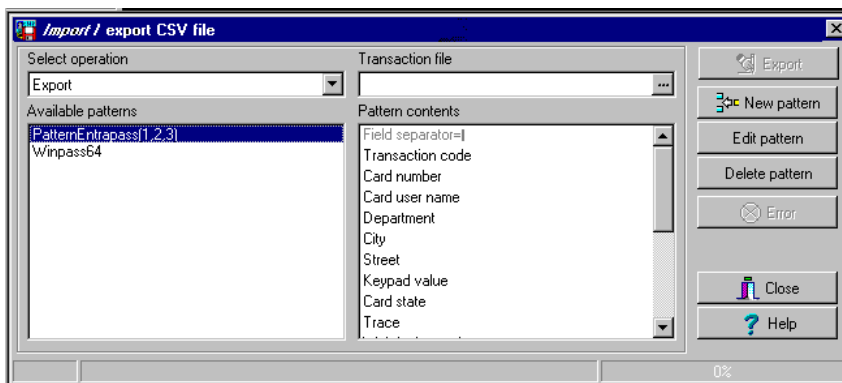 Import / export CSV file
Select operation
Export
Available patterns
PatternEntrapass(1,2,3)
Winpass64
Transaction file
...
Pattern contents
Field separator=|
Transaction code
Card number
Card user name
Department
City
Street
Keypad value
Card state
Trace
Export
New pattern
Edit pattern
Delete pattern
Error
Close
? Help
0%